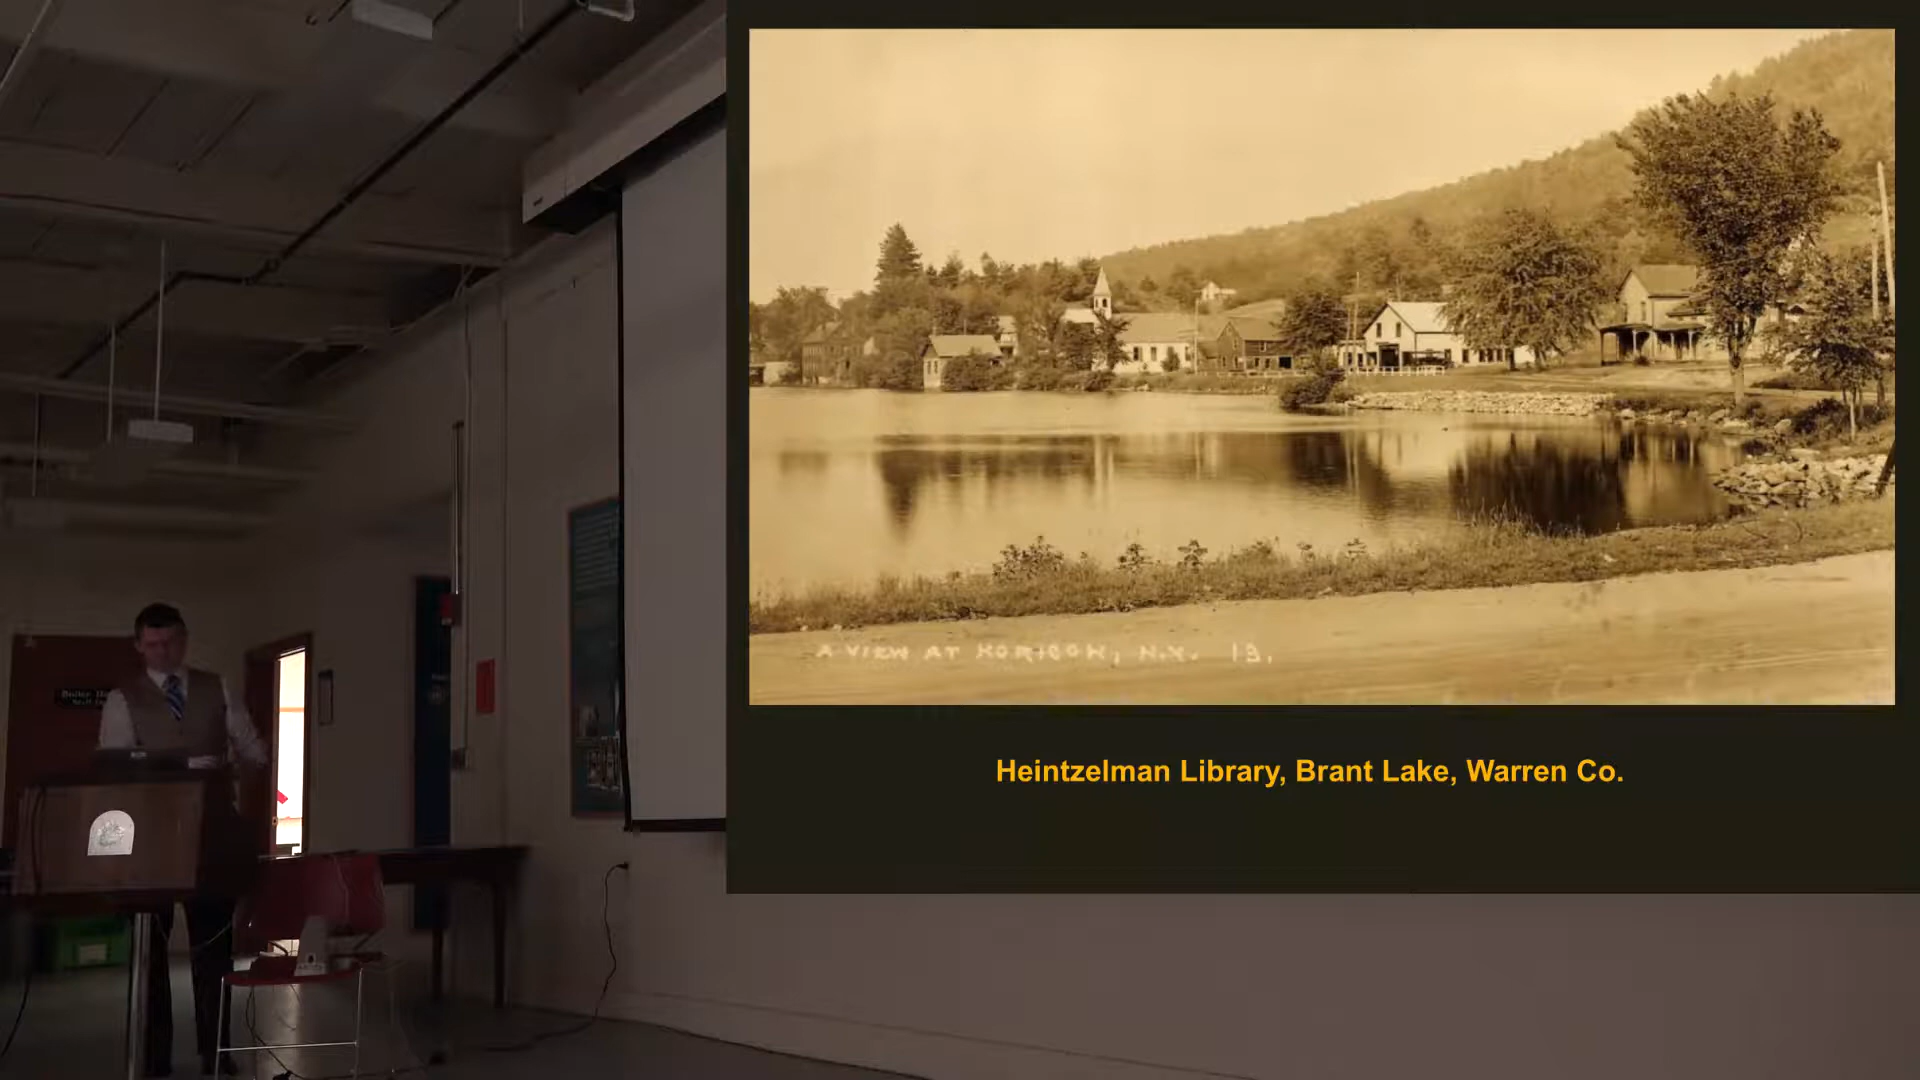 A VIEW AT HORICON, N.Y. 13.
Heintzelman Library, Brant Lake, Warren Co.